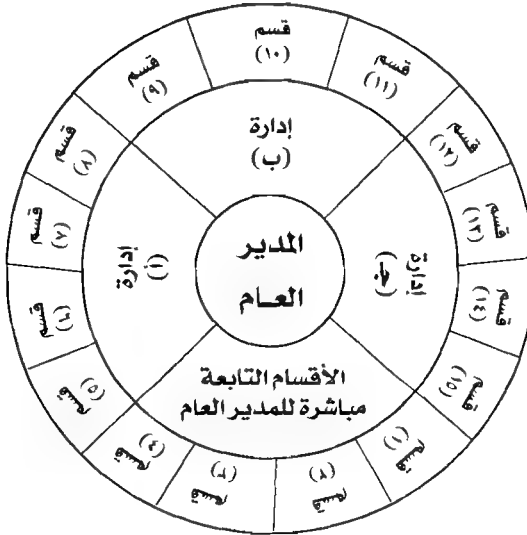 المدير
العام
إدارة
(أ)
إدارة
(ب)
إدارة
(جـ)
الأقسام التابعة
مباشرة للمدير العام
قسم
(١)
قسم
(٢)
قسم
(٣)
قسم
(٤)
قسم
(٥)
قسم
(٦)
قسم
(٧)
قسم
(٨)
قسم
(٩)
قسم
(١٠)
قسم
(١١)
قسم
(١٢)
قسم
(١٣)
قسم
(١٤)
قسم
(١٥)